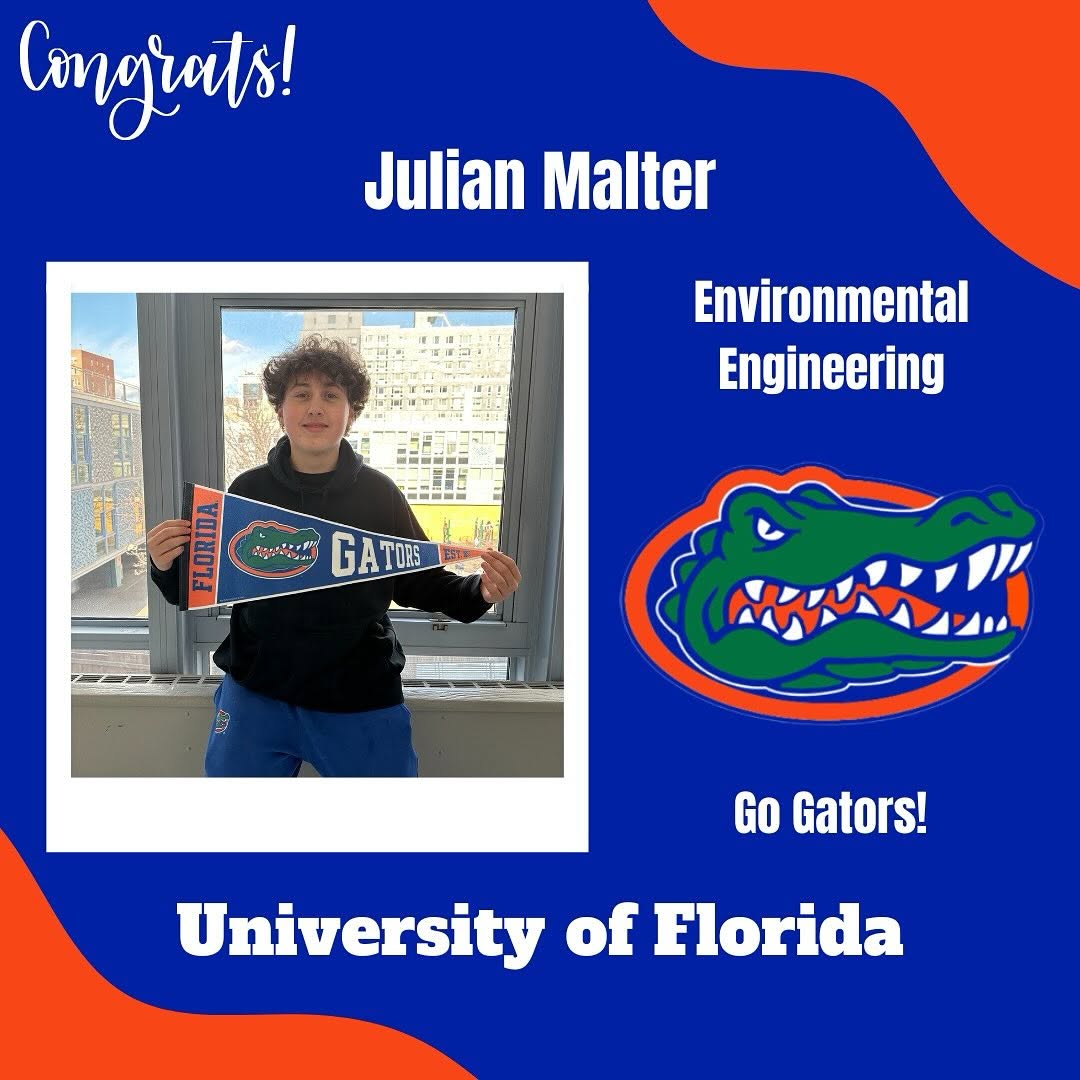 Congrats!
Julian Malter
Environmental
Engineering
FLORIDA
GATORS
Go Gators!
University of Florida